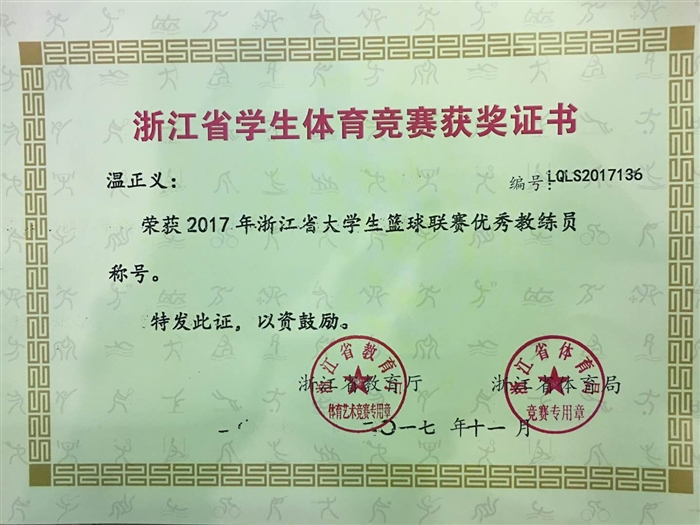 浙江省学生体育竞赛获奖证书
温正义：
编号：LQLS2017136
荣获2017年浙江省大学生篮球联赛优秀教练员
称号。
特发此证，以资鼓励。
浙江省教育厅
浙江省体育局
浙江省教育厅
体育艺术竞赛专用章
浙江省体育局
竞赛专用章
二〇一七年十一月